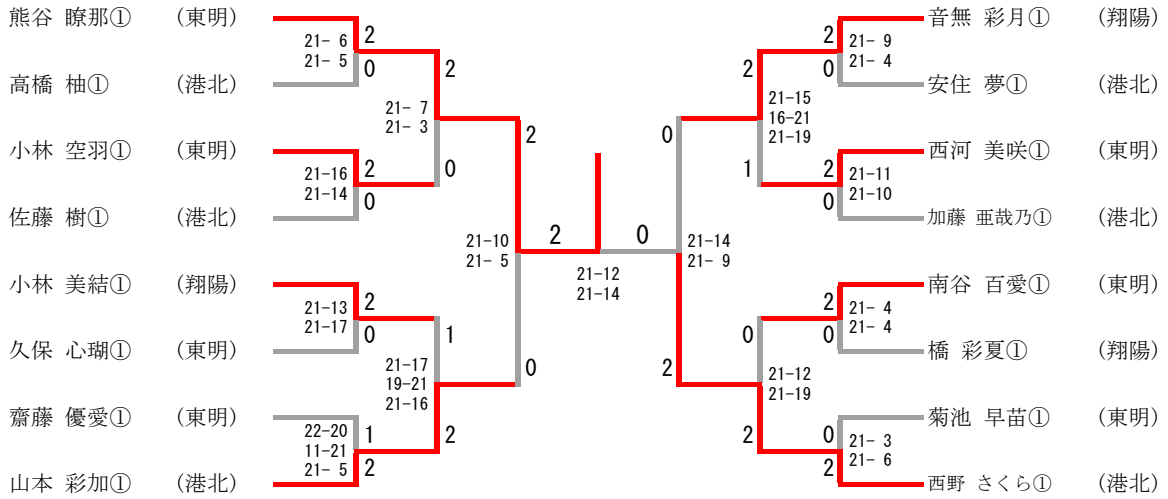 熊谷 瞭那① (東明) 2 2 音無 彩月① (翔陽)
21- 6 21- 9
21- 5 21- 4
高橋 柚① (港北) 0 2 2 0 安住 夢① (港北)
21- 7 21-15
21- 3 16-21
21-19
小林 空羽① (東明) 2 0 2 0 1 2 西河 美咲① (東明)
21-16 21-11
21-14 21-10
佐藤 樹① (港北) 0 0 加藤 亜哉乃① (港北)
21-10 2 0 21-14
21- 5 21- 9
21-12
21-14
小林 美結① (翔陽) 2 2 南谷 百愛① (東明)
21-13 21- 4
21-17 21- 4
久保 心瑚① (東明) 0 1 0 0 橘 彩夏① (翔陽)
21-17 0 2 21-12
19-21 21-19
21-16
齋藤 優愛① (東明) 1 2 2 0 菊池 早苗① (東明)
22-20 21- 3
11-21 21- 6
21- 5
山本 彩加① (港北) 2 2 西野 さくら① (港北)